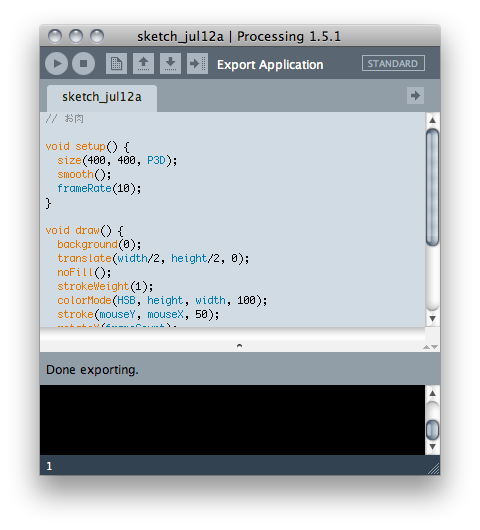 sketch_jul12a | Processing 1.5.1
Export Application
STANDARD
sketch_jul12a
// お肉
void setup() {
size(400, 400, P3D);
smooth();
frameRate(10);
}
void draw() {
background(0);
translate(width/2, height/2, 0);
noFill();
strokeWeight(1);
colorMode(HSB, height, width, 100);
stroke(mouseY, mouseX, 50);
rotateX(frameCount);
Done exporting.
1